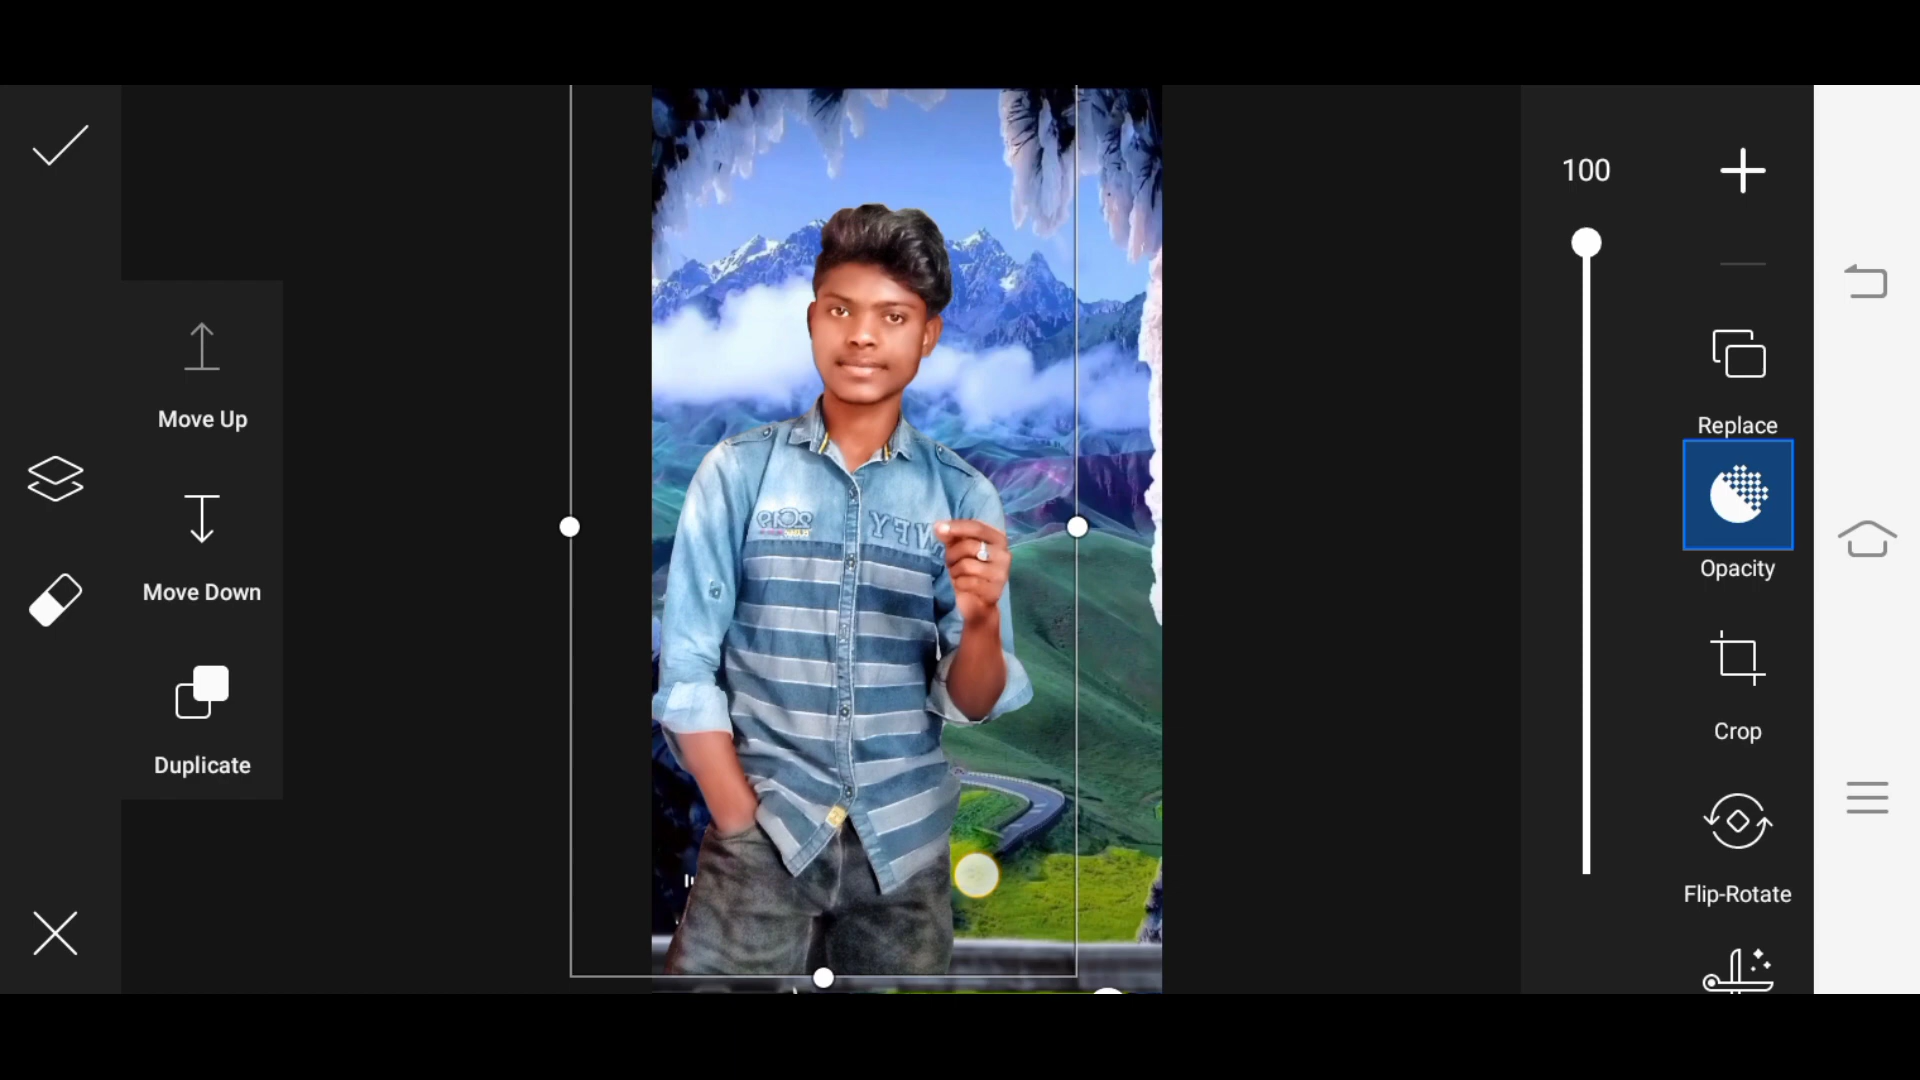 100
Move Up
Replace
Opacity
Move Down
Crop
Duplicate
Flip-Rotate